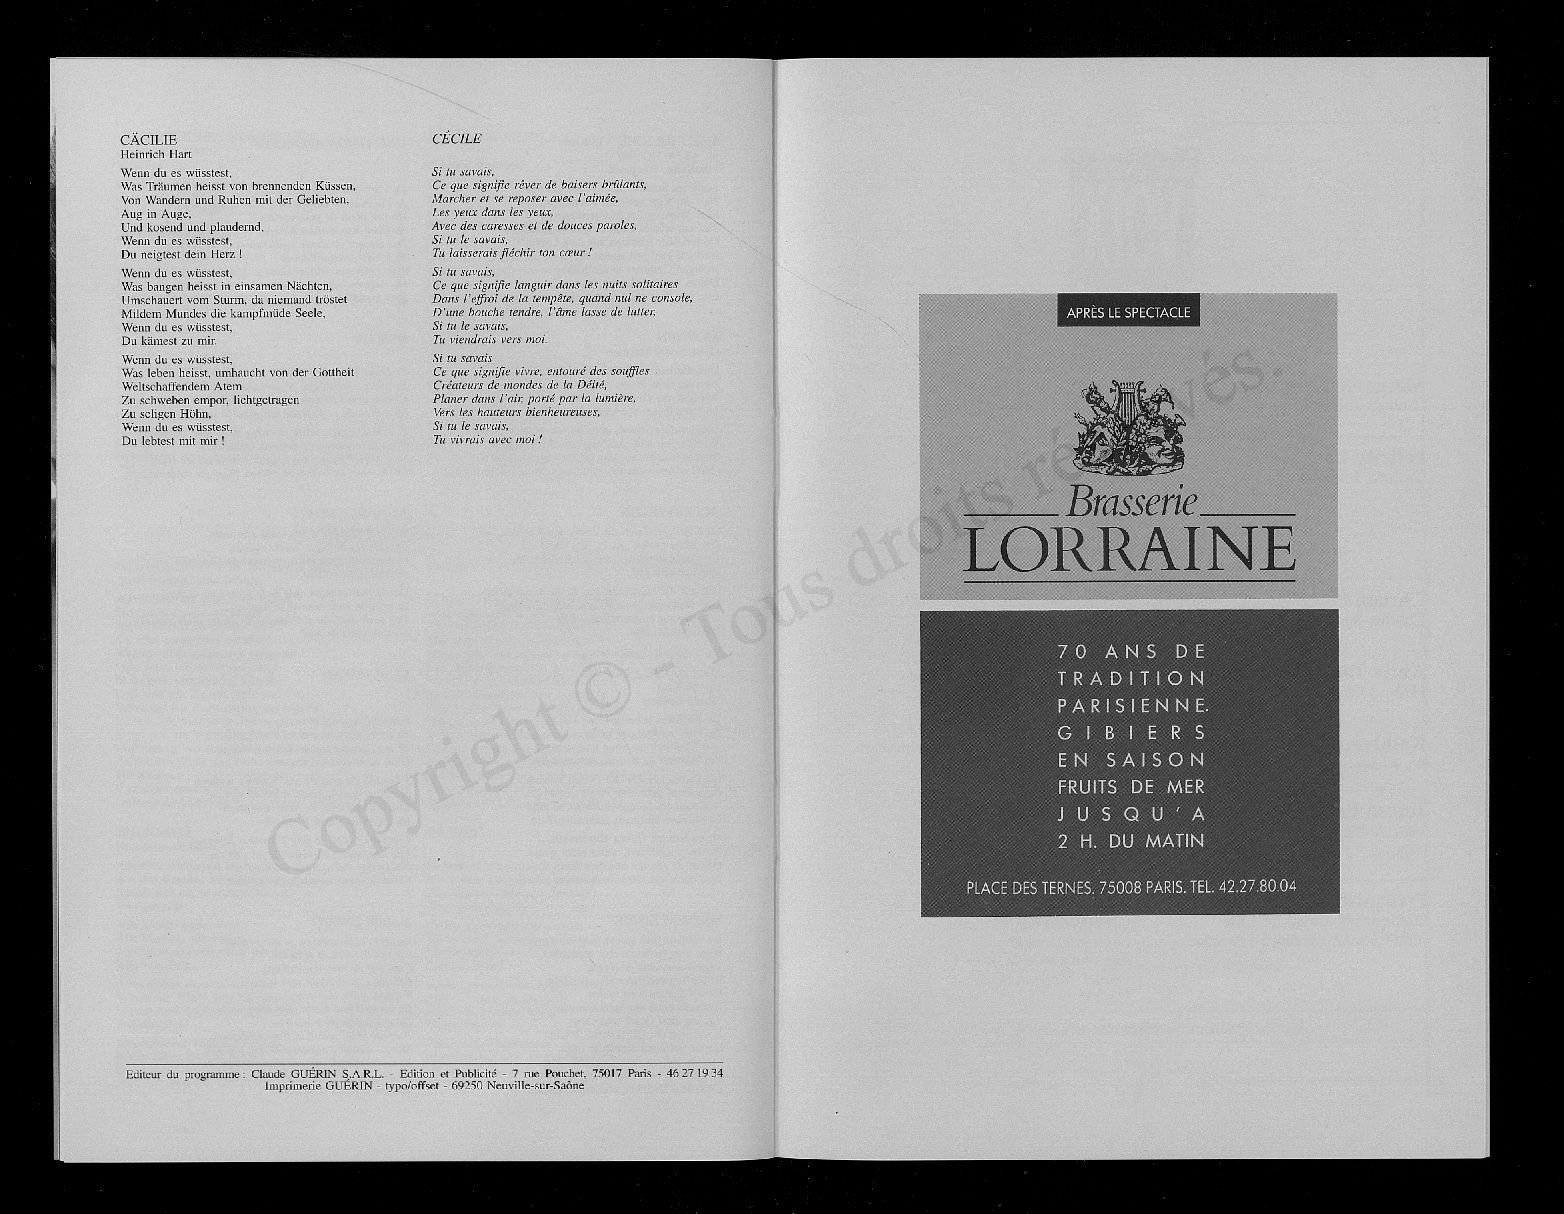 CÄCILIE
Heinrich Hart
Wenn du es wüsstest,
Was Träumen heisst von brennenden Küssen,
Von Wandern und Ruhen mit der Geliebten,
Aug in Auge,
Und kosend und plaudernd,
Wenn du es wüsstest,
Du neigtest dein Herz !
Wenn du es wüsstest,
Was bangen heisst in einsamen Nächten,
Umschauert vom Sturm, da niemand tröstet
Mildem Mundes die kampfmüde Seele,
Wenn du es wüsstest,
Du kämest zu mir.
Wenn du es wüsstest,
Was leben heisst, umhaucht von der Gottheit
Weltschaffendem Atem
Zu schweben empor, lichtgetragen
Zu seligen Höhn,
Wenn du es wüsstest,
Du lebtest mit mir !
CÉCILE
Si tu savais,
Ce que signifie rêver de baisers brûlants,
Marcher et se reposer avec l'aimée,
Les yeux dans les yeux,
Avec des caresses et de douces paroles,
Si tu le savais,
Tu laisserais fléchir ton cœur !
Si tu savais,
Ce que signifie languir dans les nuits solitaires
Dans l'effroi de la tempête, quand nul ne console,
D'une bouche tendre, l'âme lasse de lutter,
Si tu le savais,
Tu viendrais vers moi.
Si tu savais
Ce que signifie vivre, entouré des souffles
Créateurs de mondes de la Déité,
Planer dans l'air, porté par la lumière,
Vers les hauteurs bienheureuses,
Si tu le savais,
Tu vivrais avec moi !
Editeur du programme : Claude GUÉRIN S.A.R.L. - Edition et Publicité - 7 rue Pouchet, 75017 Paris - 46 27 19 34
Imprimerie GUÉRIN - typo/offset - 69250 Neuville-sur-Saône
APRÈS LE SPECTACLE
Brasserie
LORRAINE
70 ANS DE
TRADITION
PARISIENNE.
GIBIERS
EN SAISON
FRUITS DE MER
JUSQU'A
2 H. DU MATIN
PLACE DES TERNES, 75008 PARIS. TEL. 42.27.80.04
Copyright © - Tous droits réservés.